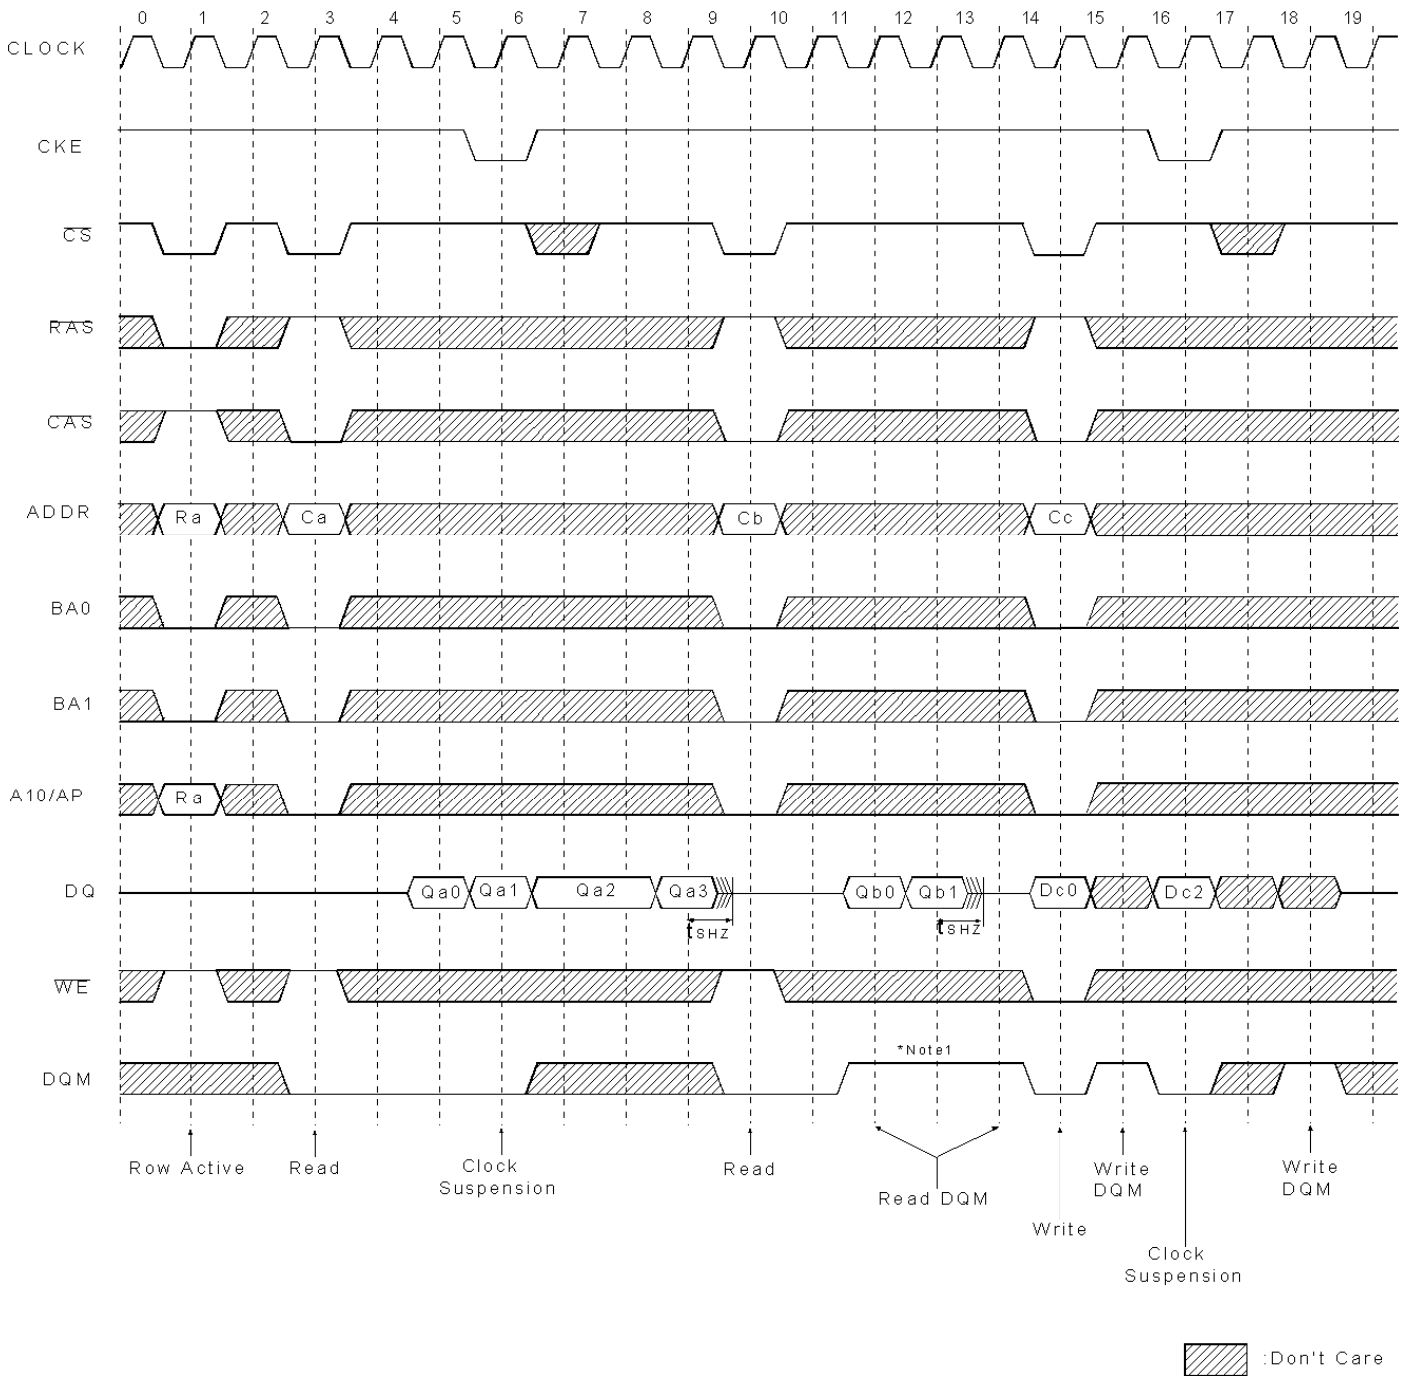 0 1 2 3 4 5 6 7 8 9 10 11 12 13 14 15 16 17 18 19
CLOCK
CKE
CS
RAS
CAS
ADDR Ra Ca Cb Cc
BA0
BA1
A10/AP Ra
DQ Qa0 Qa1 Qa2 Qa3 Qb0 Qb1 Dc0 Dc2
tSHZ tSHZ
WE
*Note1
DQM
Row Active Read Clock Suspension Read Read DQM Write Write DQM Clock Suspension Write DQM
:Don't Care